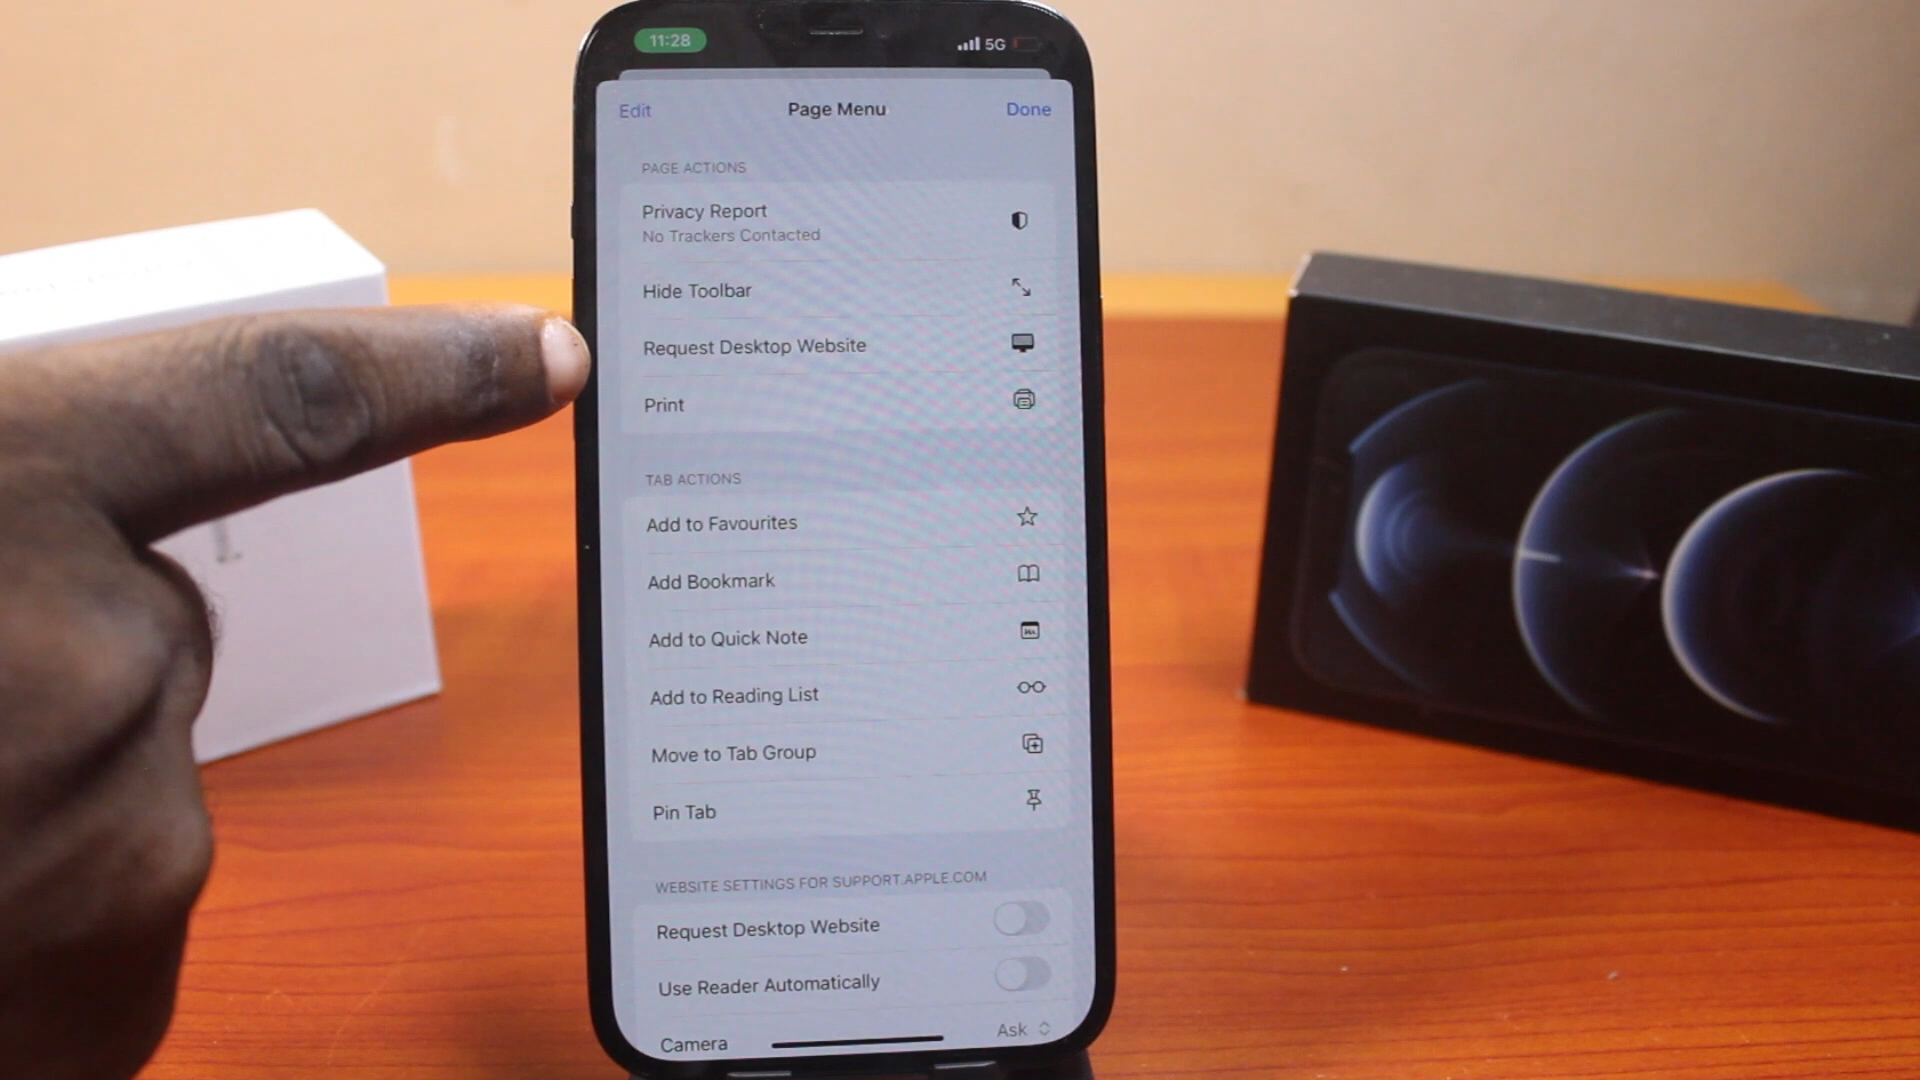 11:28
5G
Edit
Page Menu
Done
PAGE ACTIONS
Privacy Report
No Trackers Contacted
Hide Toolbar
Request Desktop Website
Print
TAB ACTIONS
Add to Favourites
Add Bookmark
Add to Quick Note
Add to Reading List
Move to Tab Group
Pin Tab
WEBSITE SETTINGS FOR SUPPORT.APPLE.COM
Request Desktop Website
Use Reader Automatically
Camera
Ask